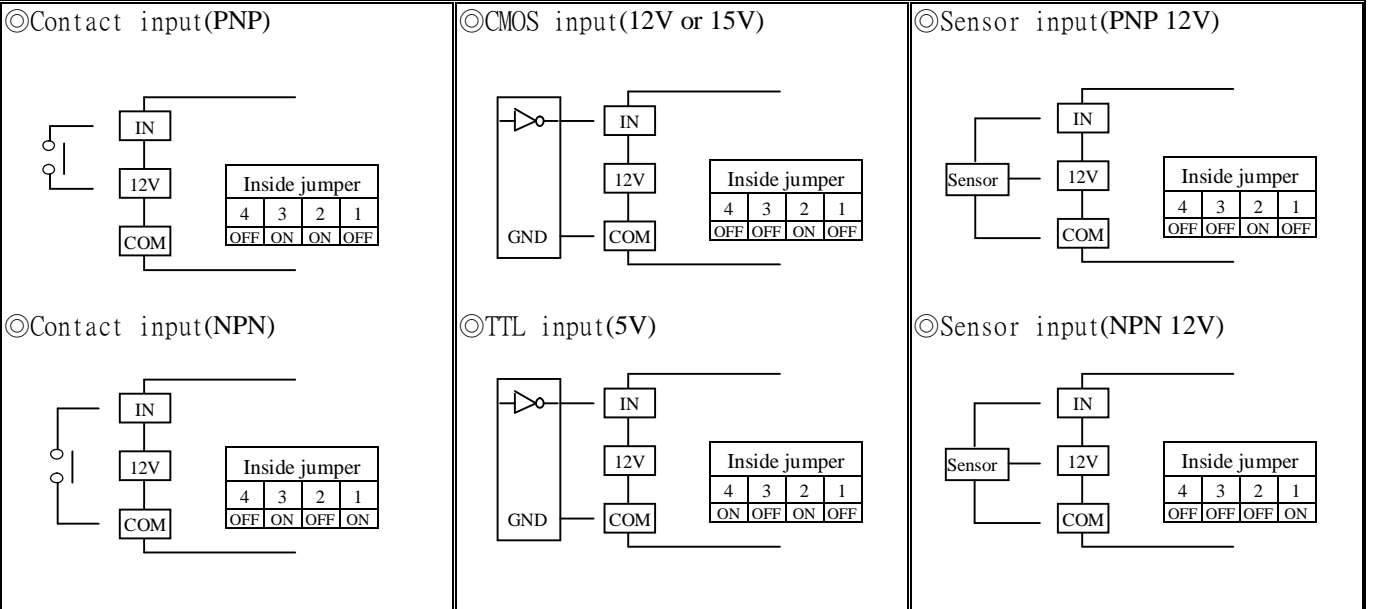 ◎Contact input(PNP)
IN
12V
COM
Inside jumper
4 3 2 1
OFF ON ON OFF
◎CMOS input(12V or 15V)
IN
12V
GND COM
Inside jumper
4 3 2 1
OFF OFF ON OFF
◎Sensor input(PNP 12V)
IN
Sensor 12V
COM
Inside jumper
4 3 2 1
OFF OFF ON OFF
◎Contact input(NPN)
IN
12V
COM
Inside jumper
4 3 2 1
OFF ON OFF ON
◎TTL input(5V)
IN
12V
GND COM
Inside jumper
4 3 2 1
ON OFF ON OFF
◎Sensor input(NPN 12V)
IN
Sensor 12V
COM
Inside jumper
4 3 2 1
OFF OFF OFF ON